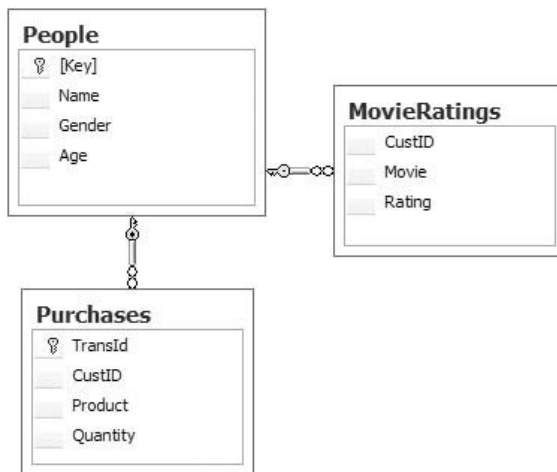 People
[Key]
Name
Gender
Age
MovieRatings
CustID
Movie
Rating
Purchases
TransId
CustID
Product
Quantity